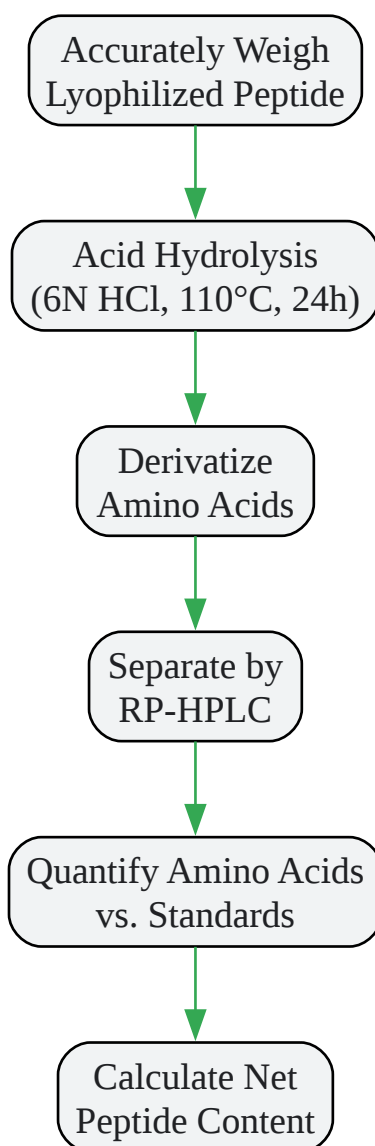 Accurately Weigh
Lyophilized Peptide
Acid Hydrolysis
(6N HCl, 110°C, 24h)
Derivatize
Amino Acids
Separate by
RP-HPLC
Quantify Amino Acids
vs. Standards
Calculate Net
Peptide Content